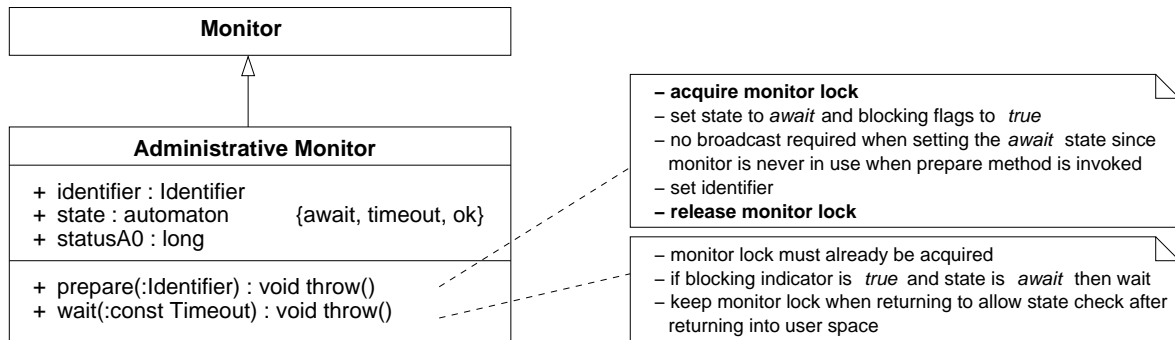 Monitor
Administrative Monitor
+ identifier : Identifier
+ state : automaton {await, timeout, ok}
+ statusA0 : long
+ prepare(:Identifier) : void throw()
+ wait(:const Timeout) : void throw()
– acquire monitor lock
– set state to await and blocking flags to true
– no broadcast required when setting the await state since
monitor is never in use when prepare method is invoked
– set identifier
– release monitor lock
– monitor lock must already be acquired
– if blocking indicator is true and state is await then wait
– keep monitor lock when returning to allow state check after
returning into user space